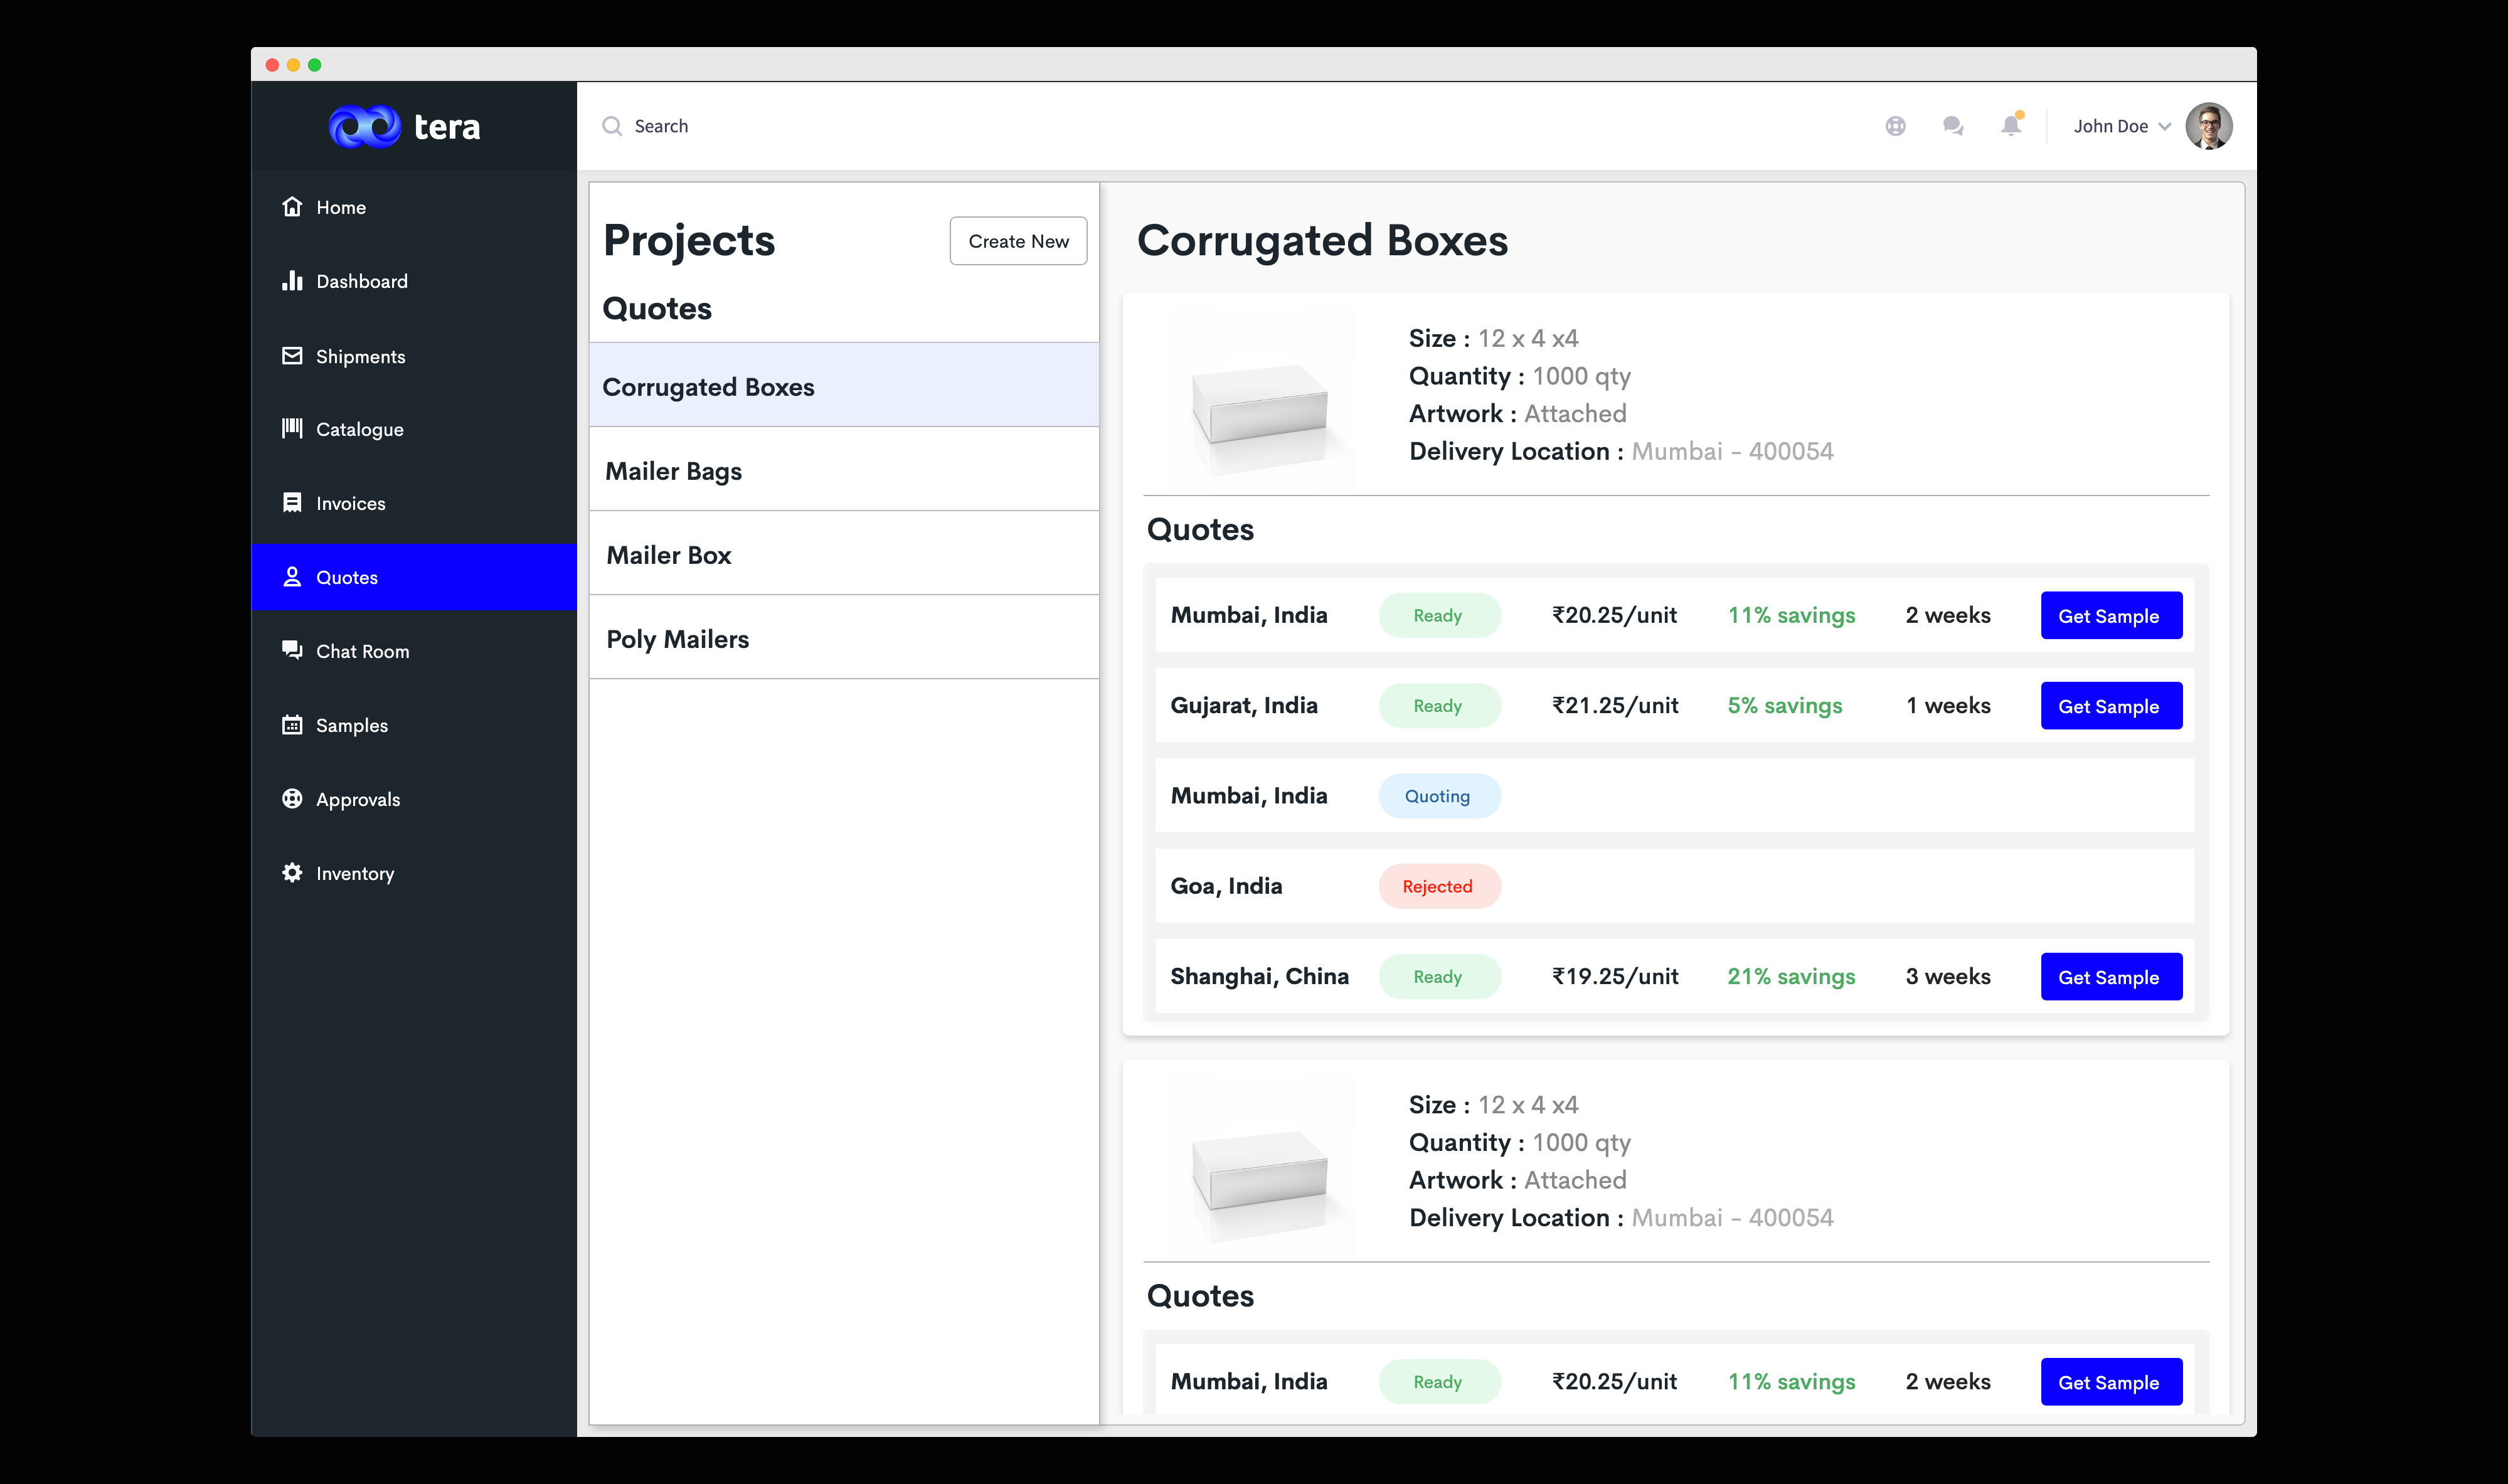 tera
Search
John Doe
Home
Dashboard
Shipments
Catalogue
Invoices
Quotes
Chat Room
Samples
Approvals
Inventory
Projects
Create New
Quotes
Corrugated Boxes
Mailer Bags
Mailer Box
Poly Mailers
Corrugated Boxes
Size : 12 x 4 x4
Quantity : 1000 qty
Artwork : Attached
Delivery Location : Mumbai - 400054
Quotes
Mumbai, India Ready ₹20.25/unit 11% savings 2 weeks Get Sample
Gujarat, India Ready ₹21.25/unit 5% savings 1 weeks Get Sample
Mumbai, India Quoting
Goa, India Rejected
Shanghai, China Ready ₹19.25/unit 21% savings 3 weeks Get Sample
Size : 12 x 4 x4
Quantity : 1000 qty
Artwork : Attached
Delivery Location : Mumbai - 400054
Quotes
Mumbai, India Ready ₹20.25/unit 11% savings 2 weeks Get Sample